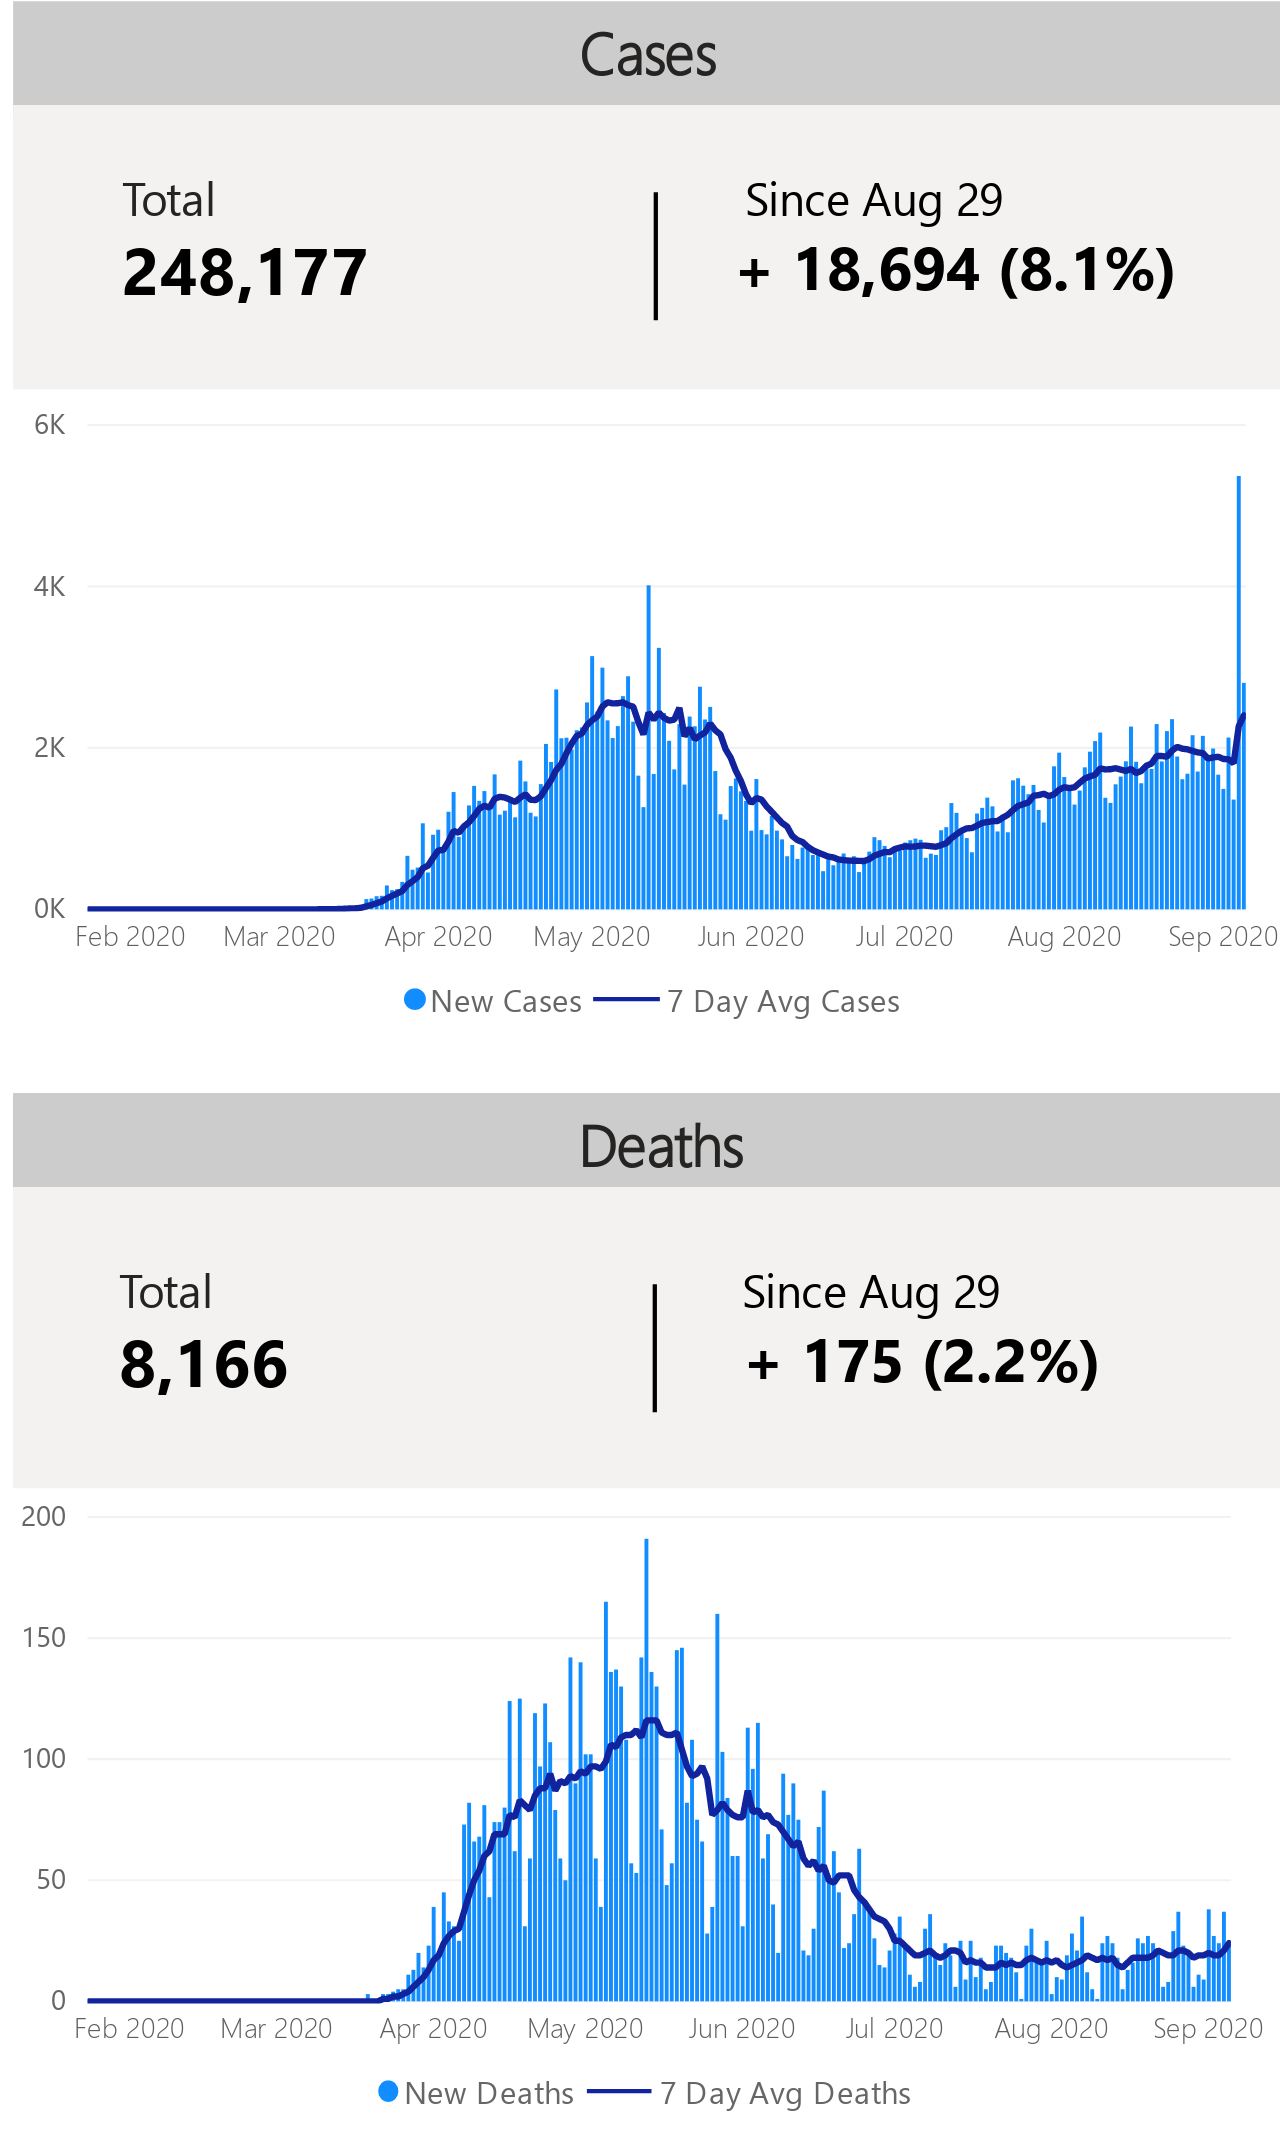 Cases
Total
Since Aug 29
248,177
+ 18,694 (8.1%)
6K
4K
2K
0K
Feb 2020 Mar 2020 Apr 2020 May 2020 Jun 2020 Jul 2020 Aug 2020 Sep 2020
New Cases 7 Day Avg Cases
Deaths
Total
Since Aug 29
8,166
+ 175 (2.2%)
200
150
100
50
0
Feb 2020 Mar 2020 Apr 2020 May 2020 Jun 2020 Jul 2020 Aug 2020 Sep 2020
New Deaths 7 Day Avg Deaths